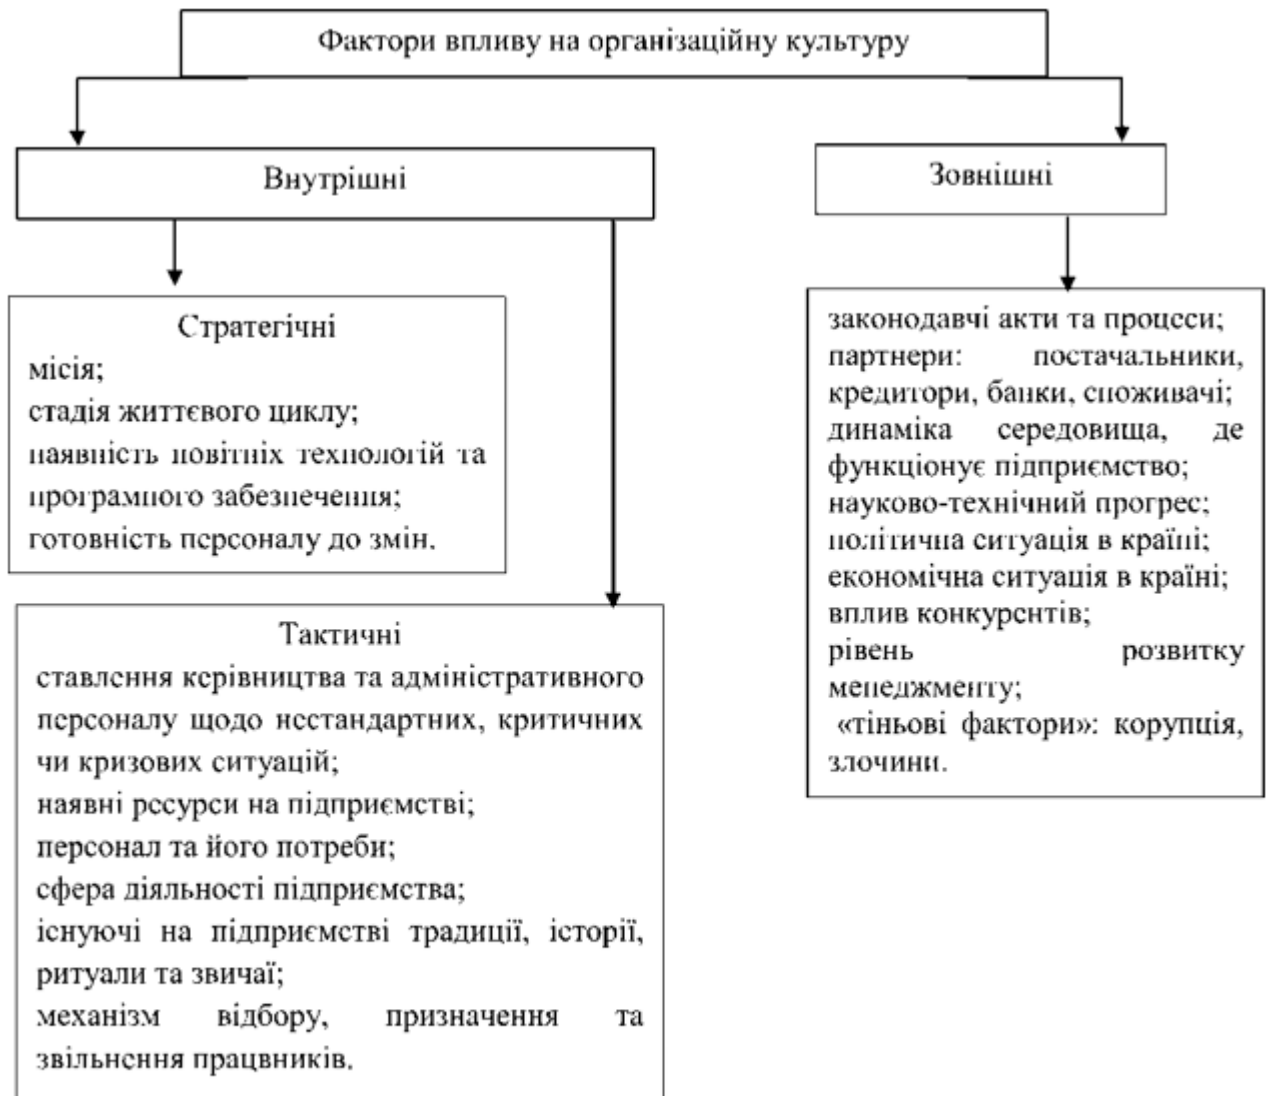 Фактори впливу на організаційну культуру
Внутрішні
Зовнішні
Стратегічні
місія;
стадія життєвого циклу;
наявність новітніх технологій та
програмного забезпечення;
готовність персоналу до змін.
Тактичні
ставлення керівництва та адміністративного
персоналу щодо нестандартних, критичних
чи кризових ситуацій;
наявні ресурси на підприємстві;
персонал та його потреби;
сфера діяльності підприємства;
існуючі на підприємстві традиції, історії,
ритуали та звичаї;
механізм відбору, призначення та
звільнення працвників.
законодавчі акти та процеси;
партнери: постачальники,
кредитори, банки, споживачі;
динаміка середовища, де
функціонує підприємство;
науково-технічний прогрес;
політична ситуація в країні;
економічна ситуація в країні;
вплив конкурентів;
рівень розвитку
менеджменту;
«тіньові фактори»: корупція,
злочини.